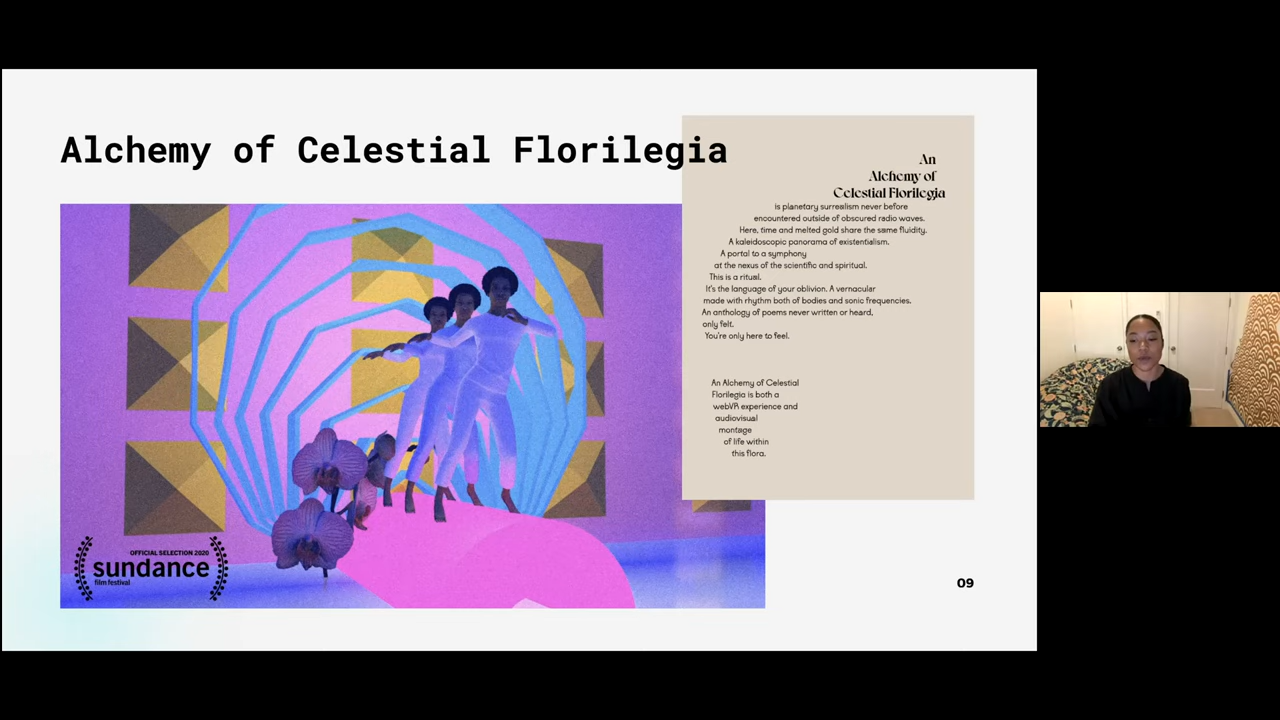 Alchemy of Celestial Florilegia
An
Alchemy of
Celestial Florilegia
is planetary surrealism never before
encountered outside of obscured radio waves.
Here, time and melted gold share the same fluidity.
A kaleidoscopic panorama of existentialism.
A portal to a symphony
at the nexus of the scientific and spiritual.
This is a ritual.
It's the language of your oblivion. A vernacular
made with rhythm both of bodies and sonic frequencies.
An anthology of poems never written or heard,
only felt.
You're only here to feel.
An Alchemy of Celestial
Florilegia is both a
webVR experience and
audiovisual
montage
of life within
this flora.
OFFICIAL SELECTION 2020
sundance
film festival
09